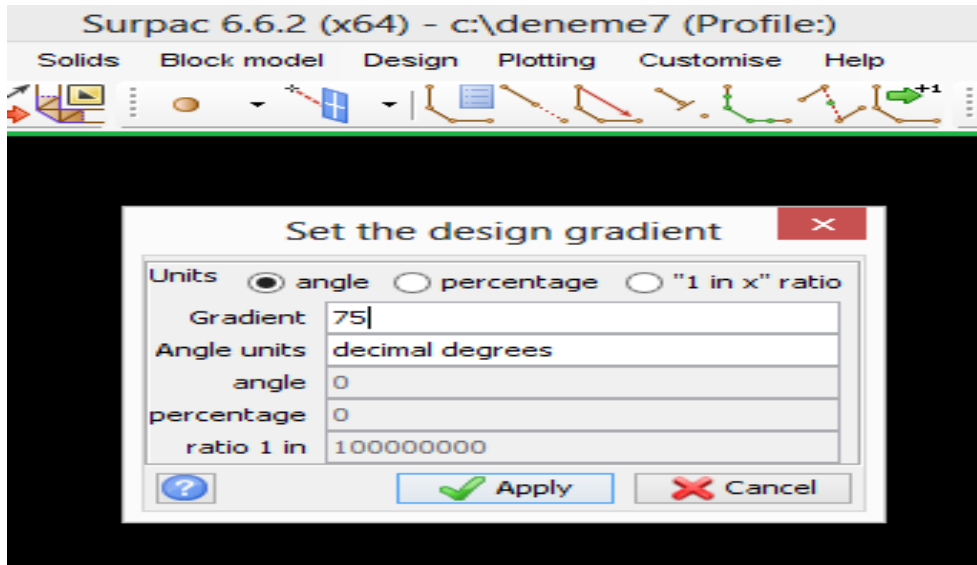 Surpac 6.6.2 (x64) - c:\deneme7 (Profile:)
Solids Block model Design Plotting Customise Help
+1
Set the design gradient
Units angle percentage "1 in x" ratio
Gradient 75
Angle units decimal degrees
angle 0
percentage 0
ratio 1 in 100000000
? Apply Cancel